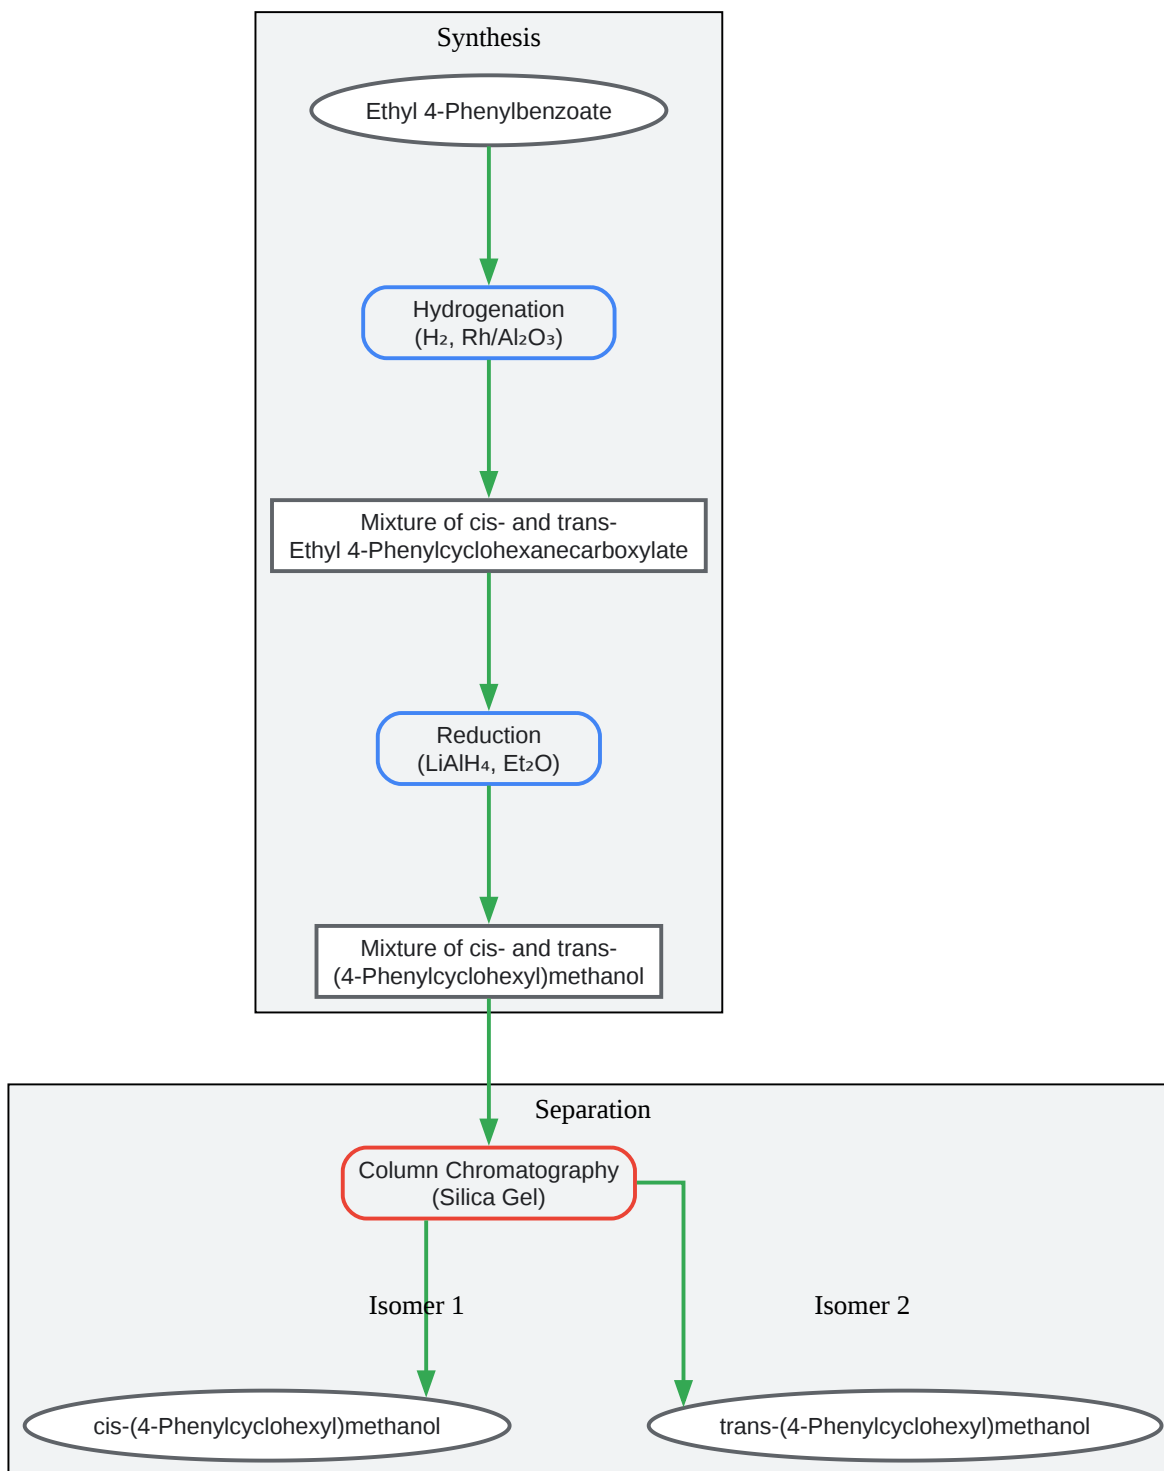 Synthesis
Ethyl 4-Phenylbenzoate
Hydrogenation
(H₂, Rh/Al₂O₃)
Mixture of cis- and trans-
Ethyl 4-Phenylcyclohexanecarboxylate
Reduction
(LiAlH₄, Et₂O)
Mixture of cis- and trans-
(4-Phenylcyclohexyl)methanol
Separation
Column Chromatography
(Silica Gel)
Isomer 1
Isomer 2
cis-(4-Phenylcyclohexyl)methanol
trans-(4-Phenylcyclohexyl)methanol